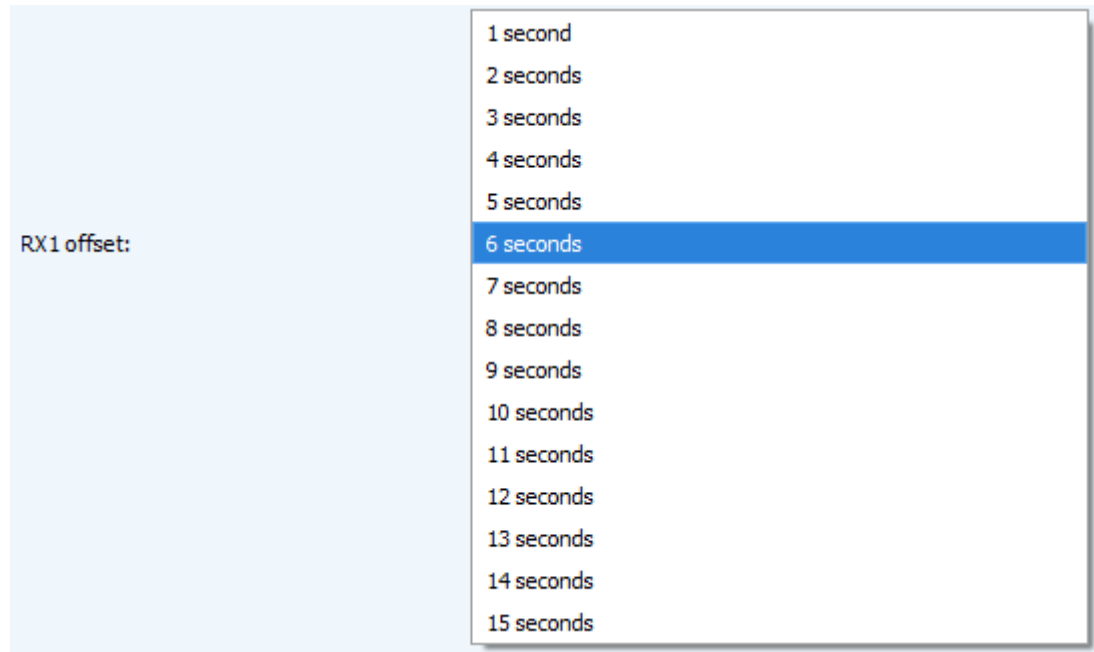 1 second
2 seconds
3 seconds
4 seconds
5 seconds
RX1 offset:
6 seconds
7 seconds
8 seconds
9 seconds
10 seconds
11 seconds
12 seconds
13 seconds
14 seconds
15 seconds